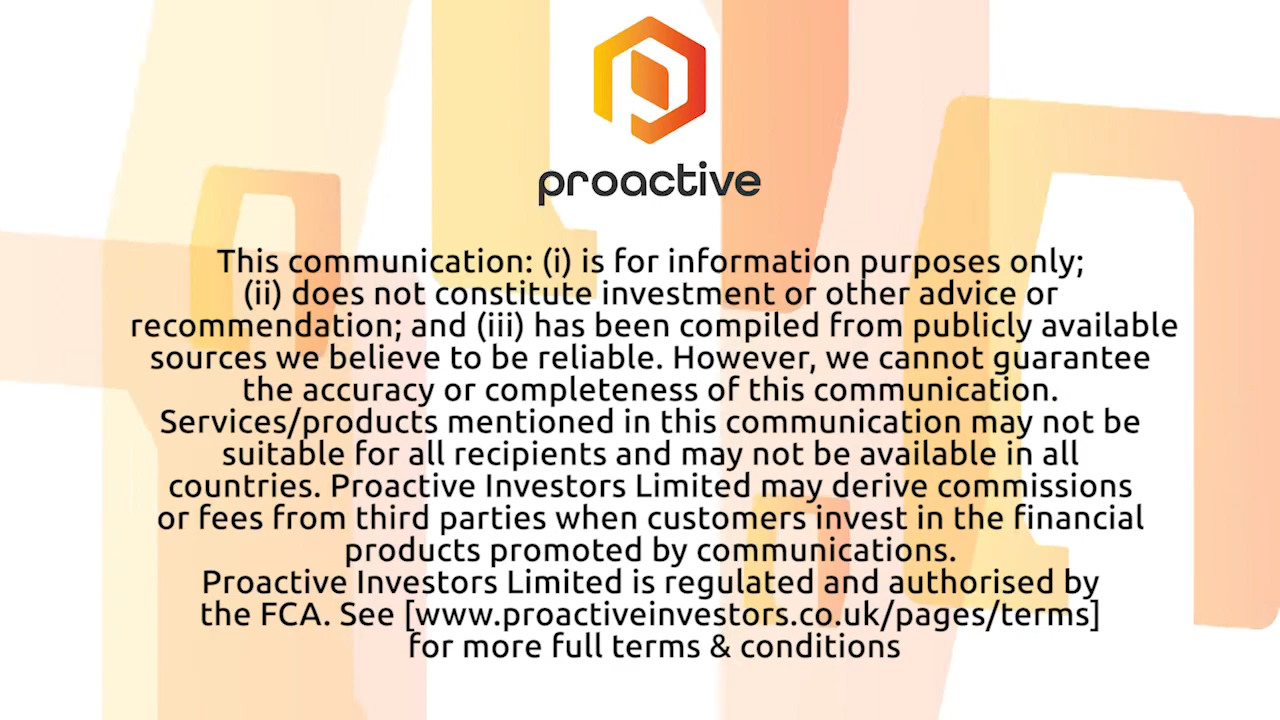 proactive
This communication: (i) is for information purposes only;
(ii) does not constitute investment or other advice or
recommendation; and (iii) has been compiled from publicly available
sources we believe to be reliable. However, we cannot guarantee
the accuracy or completeness of this communication.
Services/products mentioned in this communication may not be
suitable for all recipients and may not be available in all
countries. Proactive Investors Limited may derive commissions
or fees from third parties when customers invest in the financial
products promoted by communications.
Proactive Investors Limited is regulated and authorised by
the FCA. See [www.proactiveinvestors.co.uk/pages/terms]
for more full terms & conditions